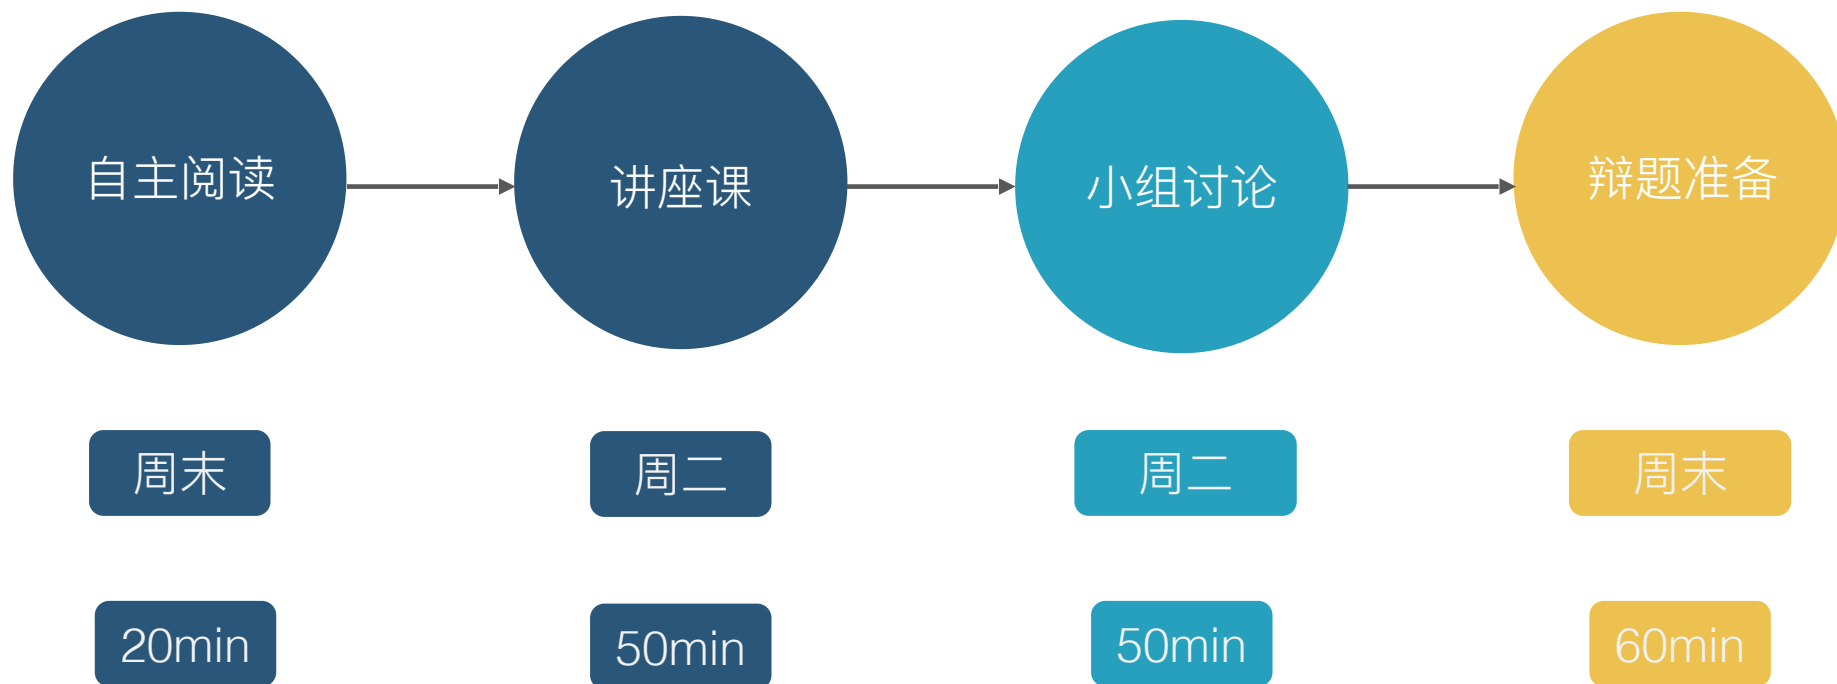 自主阅读
讲座课
小组讨论
辩题准备
周末
周二
周二
周末
20min
50min
50min
60min